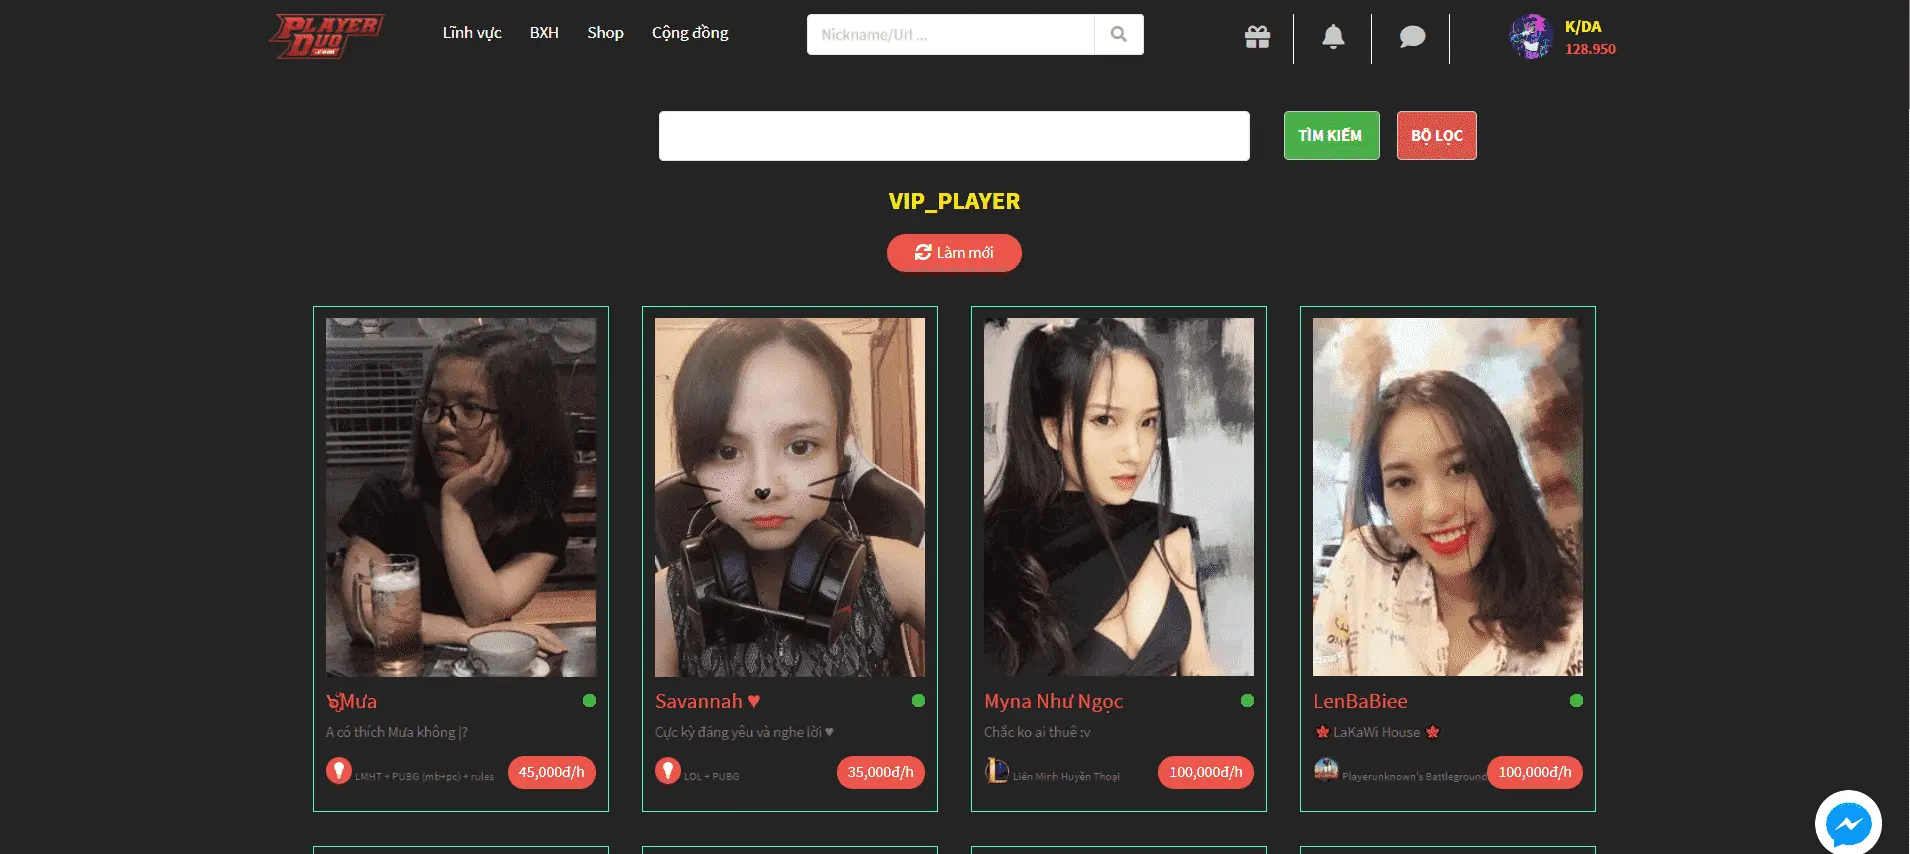 PLAYER DUO .com
Lĩnh vực
BXH
Shop
Cộng đồng
Nickname/Url ...
K/DA
128.950
TÌM KIẾM
BỘ LỌC
VIP_PLAYER
Làm mới
Mưa
A có thích Mưa không |?
LMHT + PUBG (mb+pc) + rules
45,000đ/h
Savannah ♥
Cực kỳ đáng yêu và nghe lời ♥
LOL + PUBG
35,000đ/h
Myna Như Ngọc
Chắc ko ai thuê :v
Liên Minh Huyền Thoại
100,000đ/h
LenBaBiee
🍁 LaKaWi House 🍁
Playerunknown's Battleground
100,000đ/h